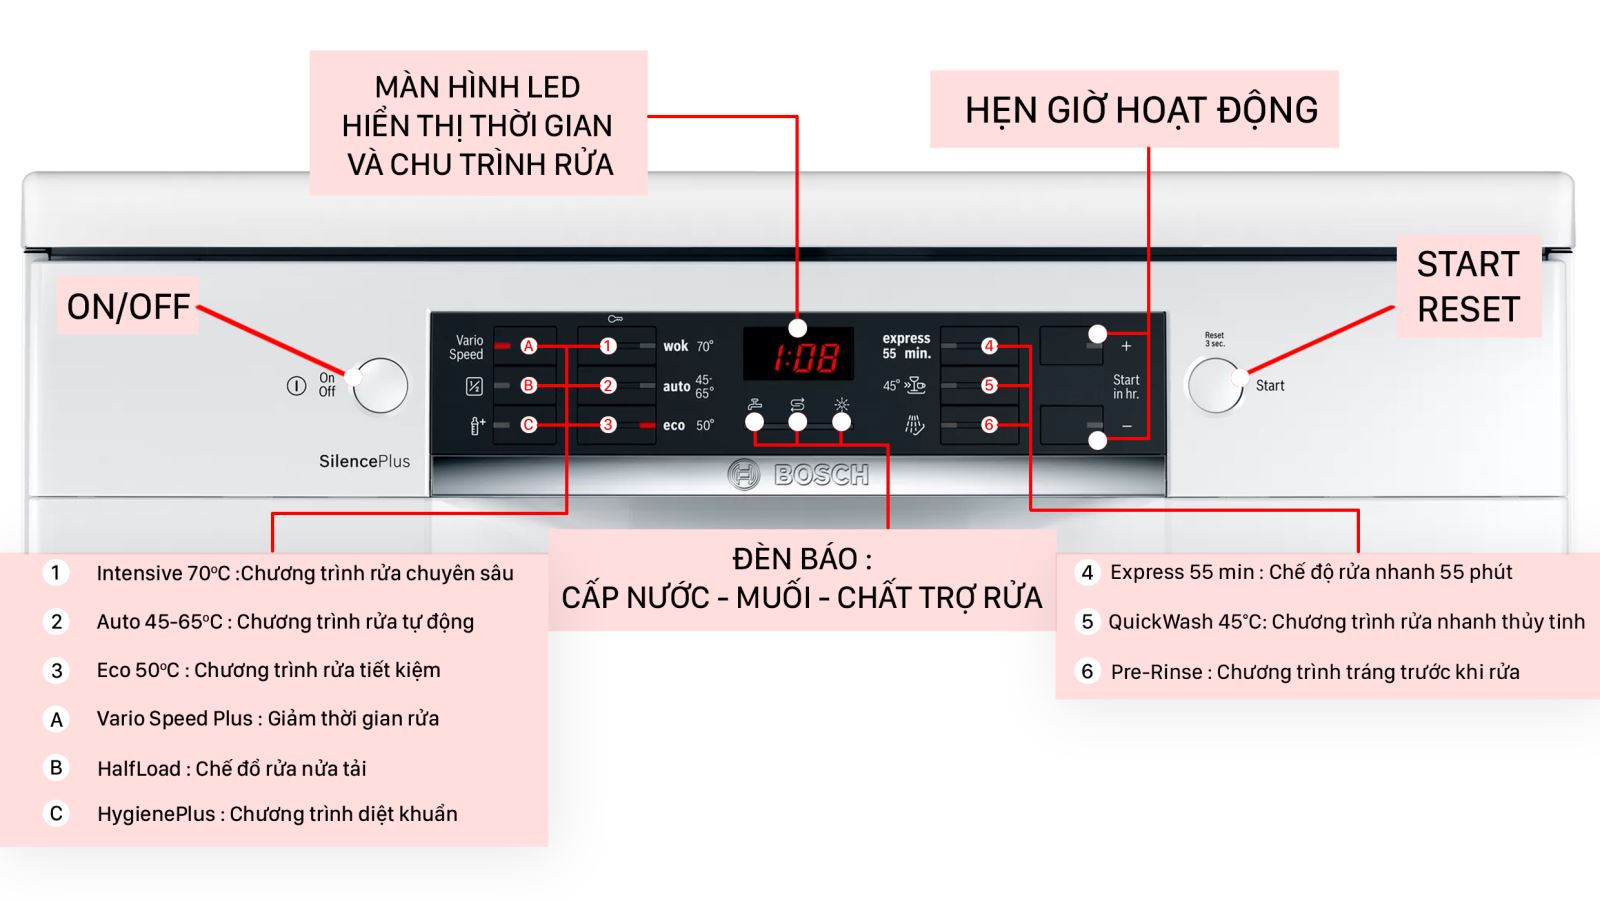 MÀN HÌNH LED
HIỂN THỊ THỜI GIAN
VÀ CHU TRÌNH RỬA
HẸN GIỜ HOẠT ĐỘNG
ON/OFF
START
RESET
On
Off
SilencePlus
Vario
Speed
A
1
wok 70°
1/2
B
2
auto 45-
65°
C
3
eco 50°
1:08
express
55 min.
4
45°
5
6
+
Start
in hr.
−
Reset
3 sec.
Start
BOSCH
1 Intensive 70ºC :Chương trình rửa chuyên sâu
2 Auto 45-65ºC : Chương trình rửa tự động
3 Eco 50ºC : Chương trình rửa tiết kiệm
A Vario Speed Plus : Giảm thời gian rửa
B HalfLoad : Chế đổ rửa nửa tải
C HygienePlus : Chương trình diệt khuẩn
ĐÈN BÁO :
CẤP NƯỚC - MUỐI - CHẤT TRỢ RỬA
4 Express 55 min : Chế độ rửa nhanh 55 phút
5 QuickWash 45°C: Chương trình rửa nhanh thủy tinh
6 Pre-Rinse : Chương trình tráng trước khi rửa